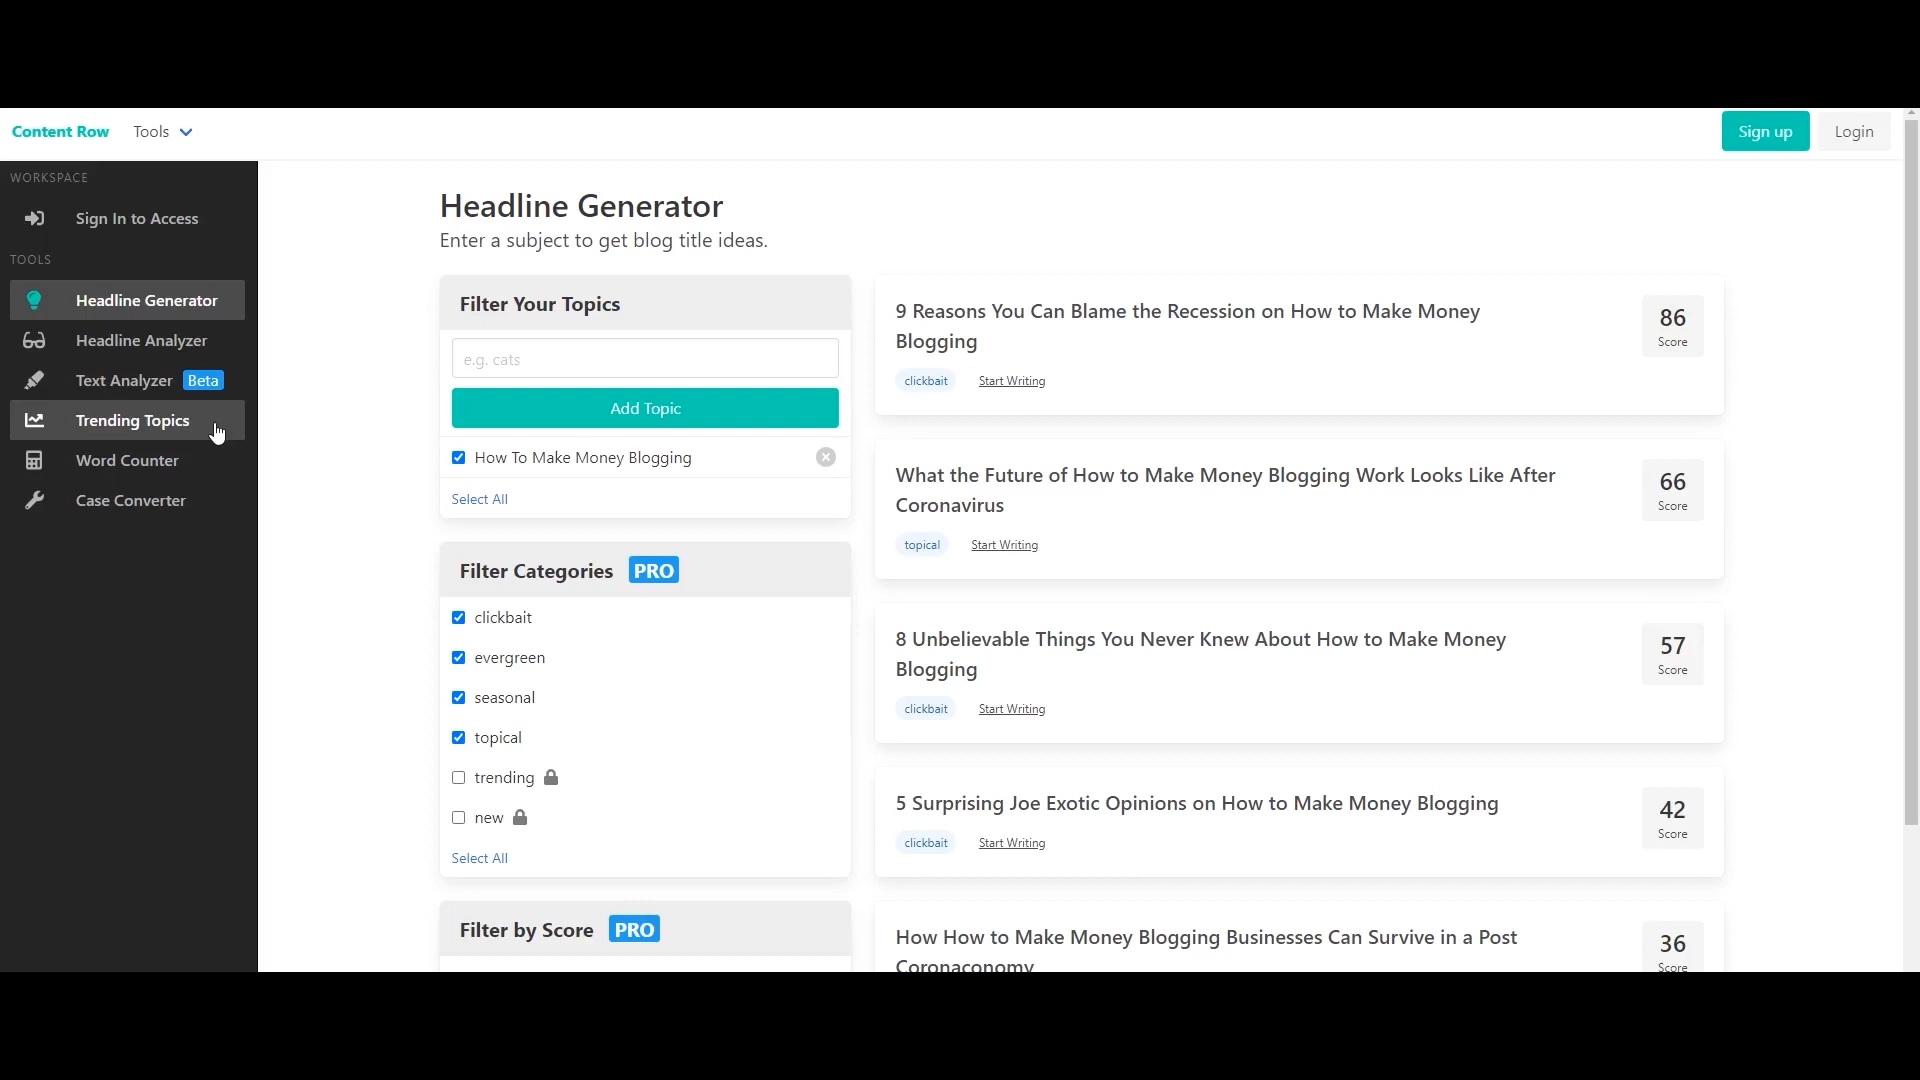 Content Row
Tools
Sign up
Login
WORKSPACE
Sign In to Access
TOOLS
Headline Generator
Headline Analyzer
Text Analyzer Beta
Trending Topics
Word Counter
Case Converter
Headline Generator
Enter a subject to get blog title ideas.
Filter Your Topics
e.g. cats
Add Topic
How To Make Money Blogging
Select All
Filter Categories PRO
clickbait
evergreen
seasonal
topical
trending
new
Select All
Filter by Score PRO
9 Reasons You Can Blame the Recession on How to Make Money
Blogging
86
Score
clickbait Start Writing
What the Future of How to Make Money Blogging Work Looks Like After
Coronavirus
66
Score
topical Start Writing
8 Unbelievable Things You Never Knew About How to Make Money
Blogging
57
Score
clickbait Start Writing
5 Surprising Joe Exotic Opinions on How to Make Money Blogging
42
Score
clickbait Start Writing
How How to Make Money Blogging Businesses Can Survive in a Post
Coronaconomy
36
Score